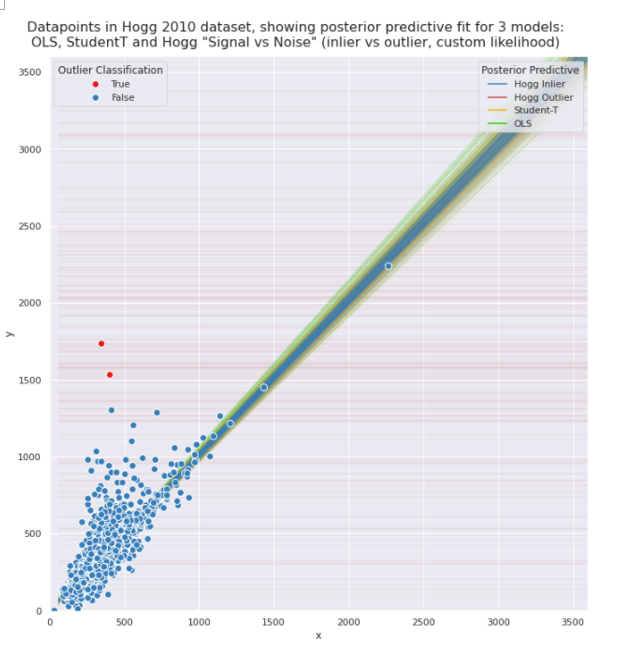 Datapoints in Hogg 2010 dataset, showing posterior predictive fit for 3 models:
OLS, StudentT and Hogg "Signal vs Noise" (inlier vs outlier, custom likelihood)
Outlier Classification
True
False
Posterior Predictive
Hogg Inlier
Hogg Outlier
Student-T
OLS
3500
3000
2500
2000
1500
1000
500
0
y
0 500 1000 1500 2000 2500 3000 3500
x